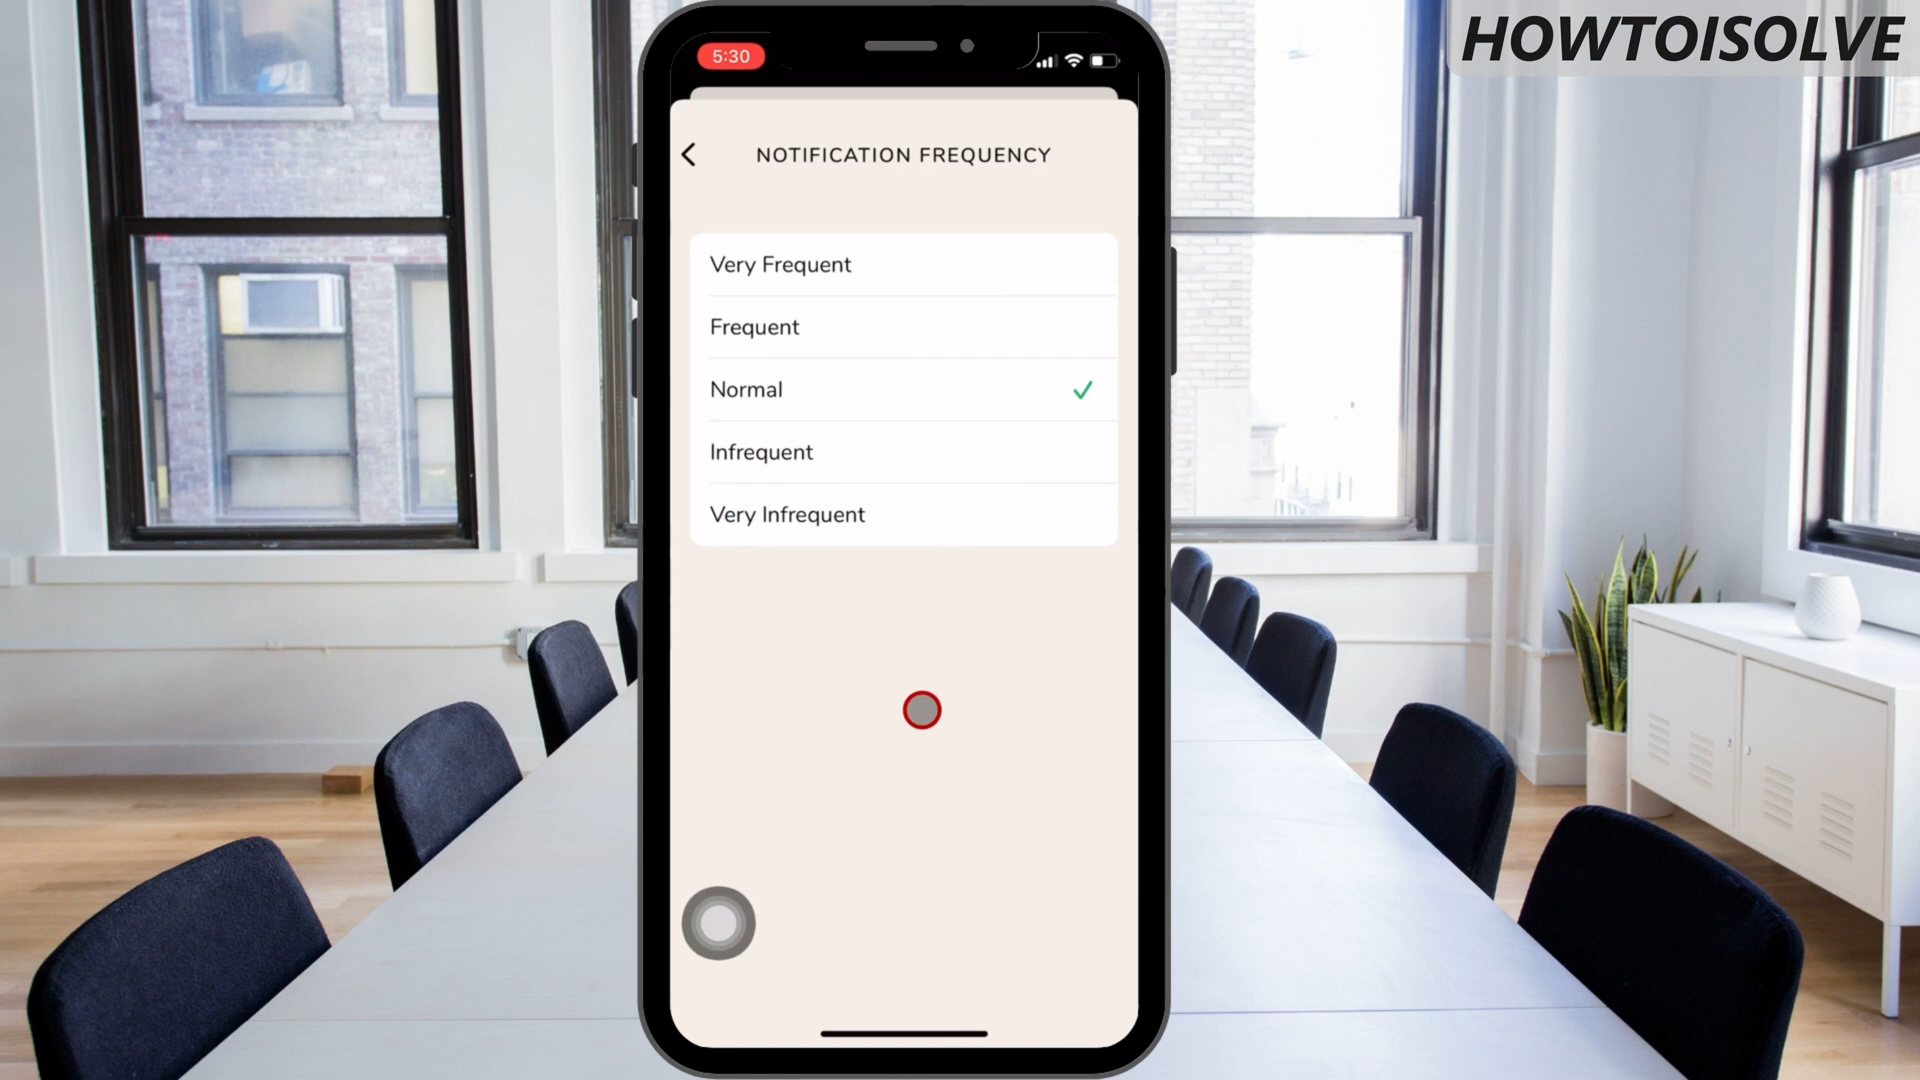 HOWTOISOLVE
5:30
NOTIFICATION FREQUENCY
Very Frequent
Frequent
Normal
Infrequent
Very Infrequent